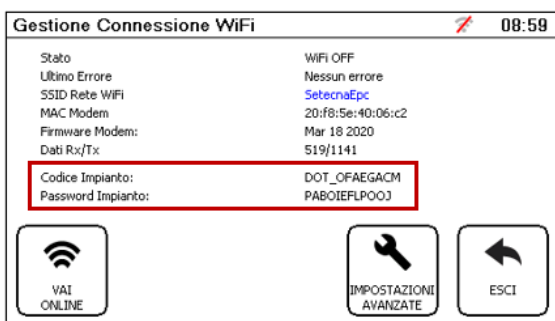 Gestione Connessione WiFi 08:59
Stato WiFi OFF
Ultimo Errore Nessun errore
SSID Rete WiFi SetecnaEpc
MAC Modem 20:f8:5e:40:06:c2
Firmware Modem: Mar 18 2020
Dati Rx/Tx 519/1141
Codice Impianto: DOT_OFAEGACM
Password Impianto: PABOIEFLPOOJ
VAI
ONLINE
IMPOSTAZIONI
AVANZATE
ESCI